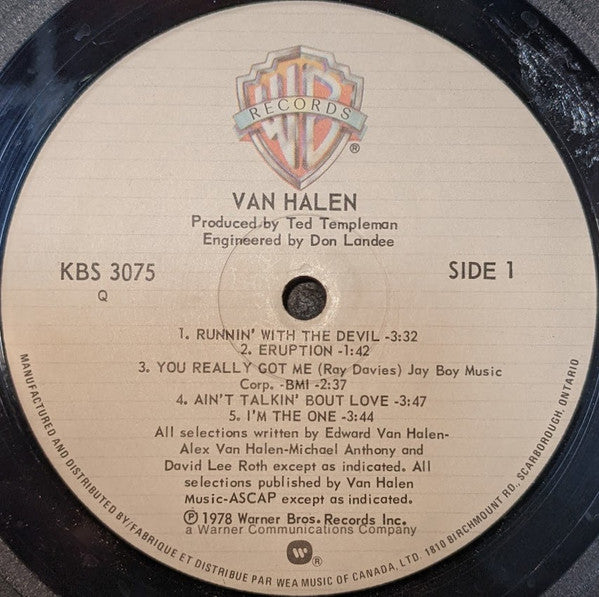 WB
RECORDS
®
VAN HALEN
Produced by Ted Templeman
Engineered by Don Landee
KBS 3075
SIDE 1
Q
1. RUNNIN' WITH THE DEVIL -3:32
2. ERUPTION -1:42
3. YOU REALLY GOT ME (Ray Davies) Jay Boy Music
Corp. -BMI -2:37
4. AIN'T TALKIN' BOUT LOVE -3:47
5. I'M THE ONE -3:44
All selections written by Edward Van Halen-
Alex Van Halen-Michael Anthony and
David Lee Roth except as indicated. All
selections published by Van Halen
Music-ASCAP except as indicated.
℗ 1978 Warner Bros. Records Inc.
a Warner Communications Company
®
MANUFACTURED AND DISTRIBUTED BY/FABRIQUE ET DISTRIBUE PAR WEA MUSIC OF CANADA, LTD. 1810 BIRCHMOUNT RD., SCARBOROUGH, ONTARIO